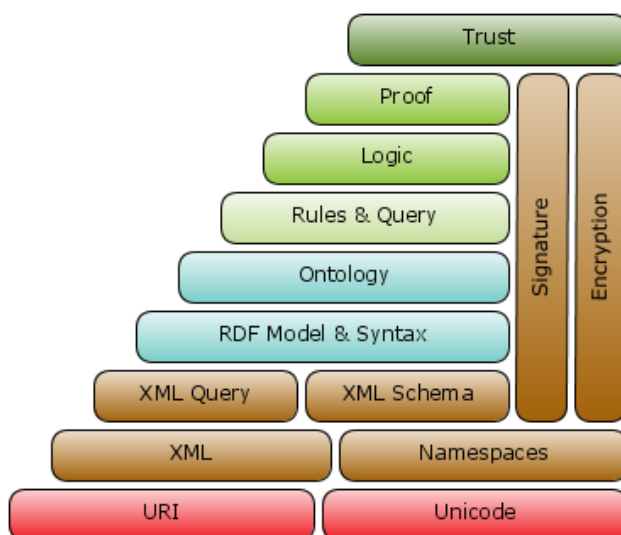 Trust
Proof
Logic
Rules & Query
Ontology
RDF Model & Syntax
XML Query
XML Schema
Signature
Encryption
XML
Namespaces
URI
Unicode